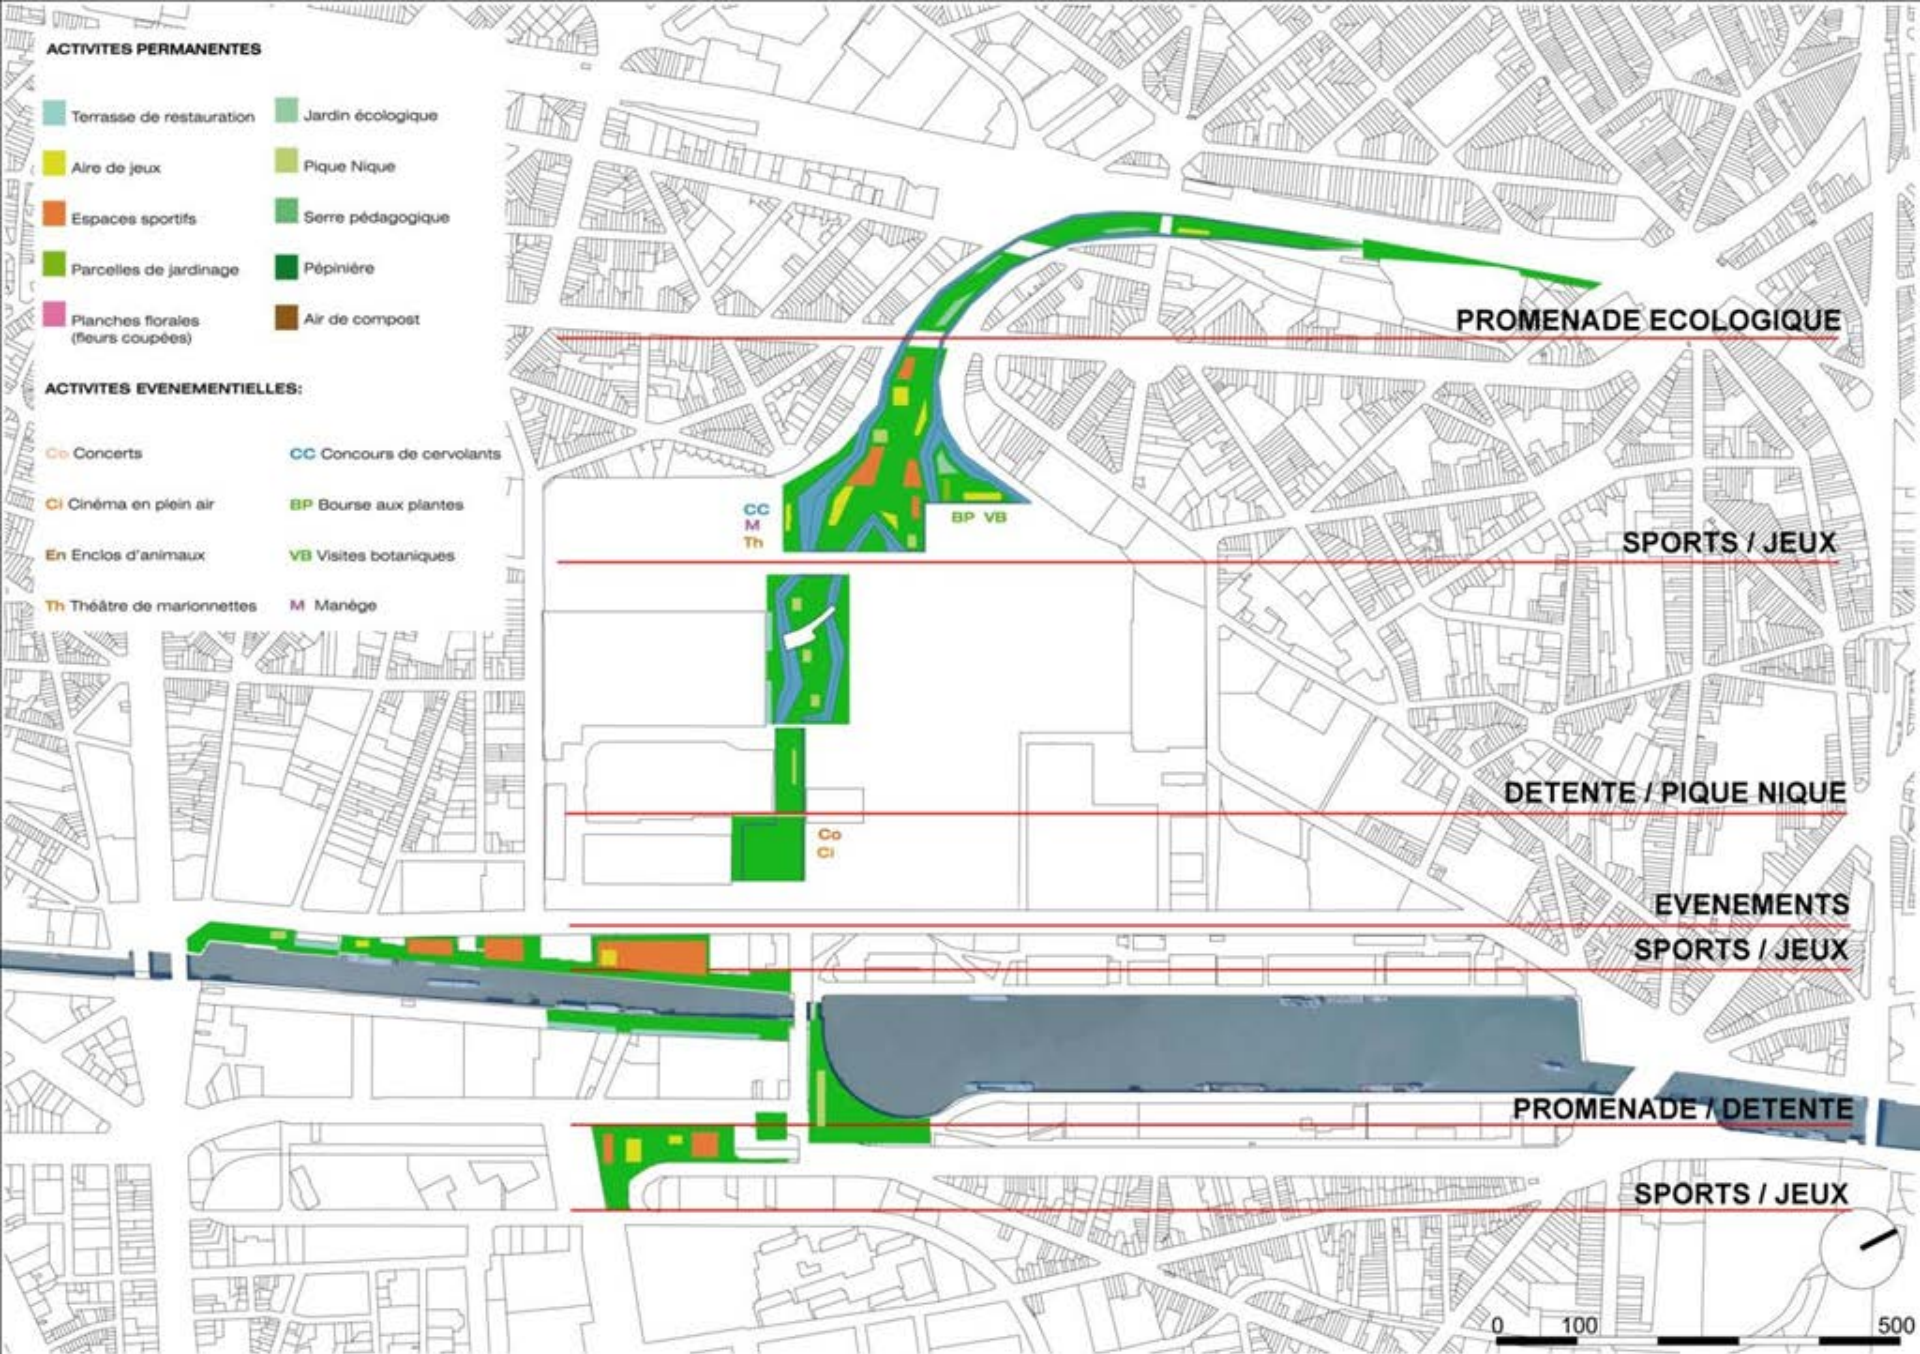 ACTIVITES PERMANENTES
Terrasse de restauration
Jardin écologique
Aire de jeux
Pique Nique
Espaces sportifs
Serre pédagogique
Parcelles de jardinage
Pépinière
Planches florales
(fleurs coupées)
Air de compost
ACTIVITES EVENEMENTIELLES:
Co Concerts
CC Concours de cervolants
Ci Cinéma en plein air
BP Bourse aux plantes
En Enclos d'animaux
VB Visites botaniques
Th Théâtre de marionnettes
M Manège
PROMENADE ECOLOGIQUE
CC
M
Th
BP VB
SPORTS / JEUX
DETENTE / PIQUE NIQUE
Co
Ci
EVENEMENTS
SPORTS / JEUX
PROMENADE / DETENTE
SPORTS / JEUX
0 100 500